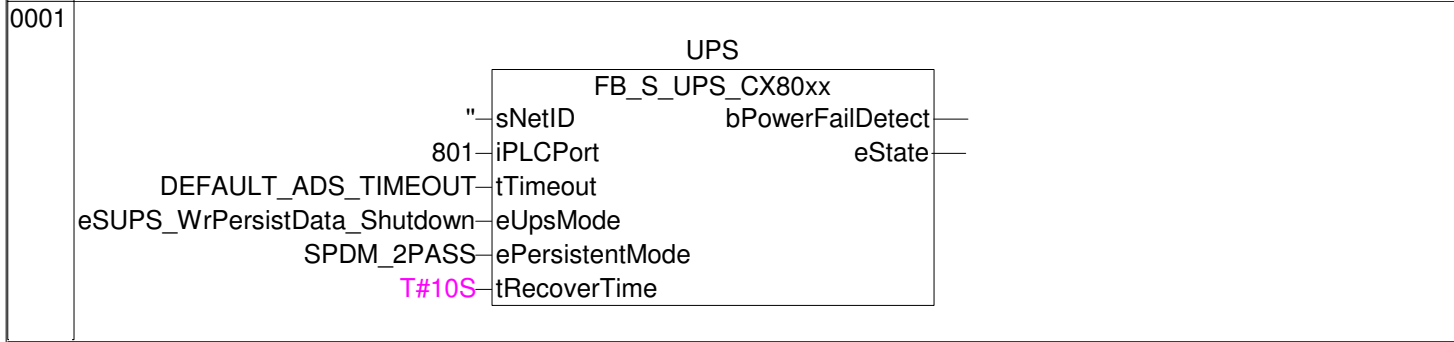 0001
UPS
FB_S_UPS_CX80xx
"sNetID bPowerFailDetect
801 iPLCPort eState
DEFAULT_ADS_TIMEOUT tTimeout
eSUPS_WrPersistData_Shutdown eUpsMode
SPDM_2PASS ePersistentMode
T#10S tRecoverTime